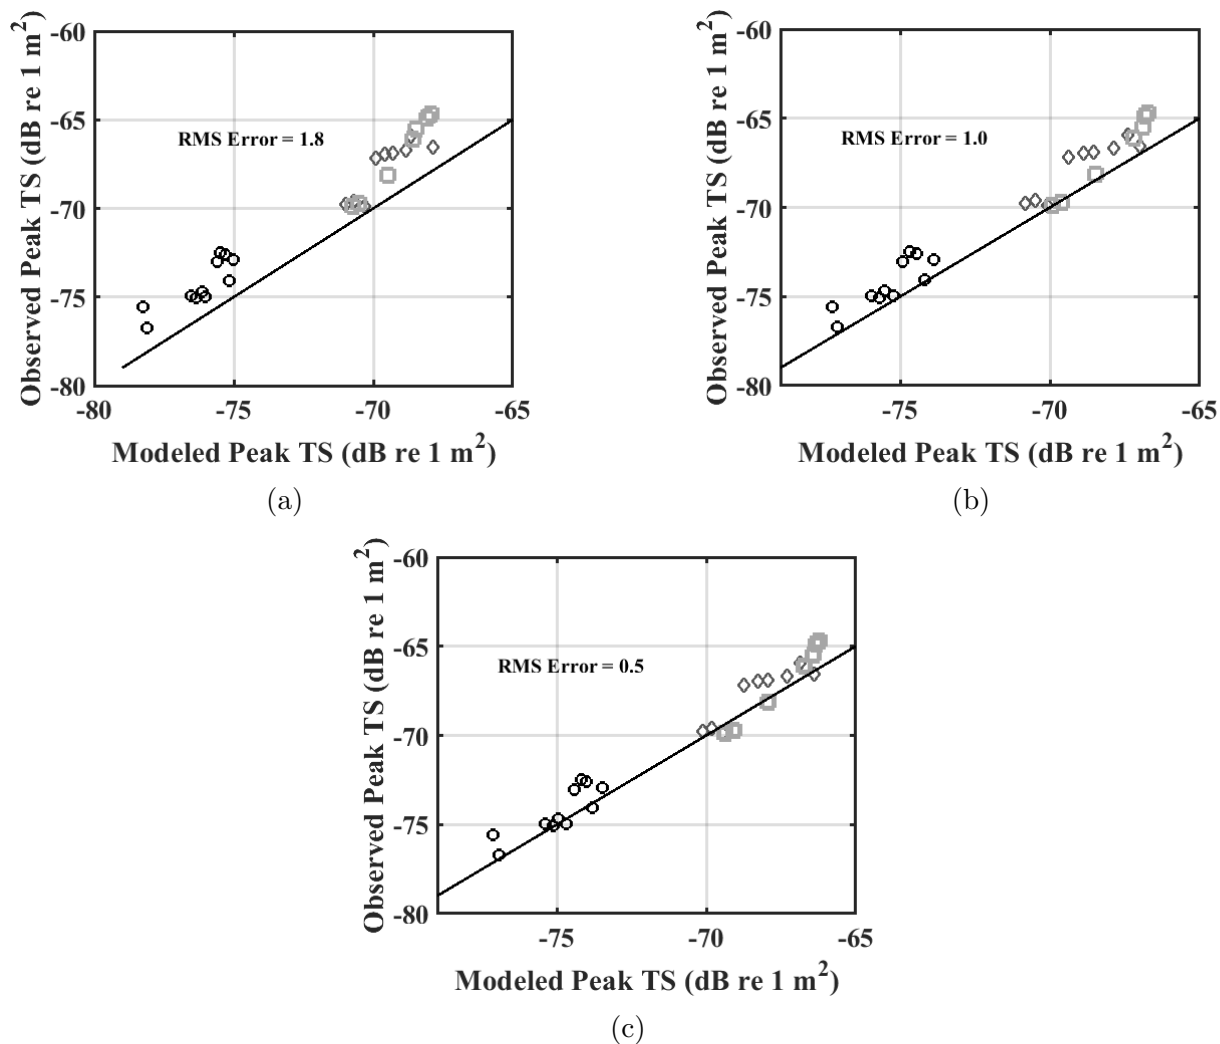 Observed Peak TS (dB re 1 m²)
-60
-65
-70
-75
-80
RMS Error = 1.8
-80 -75 -70 -65
Modeled Peak TS (dB re 1 m²)
(a)
Observed Peak TS (dB re 1 m²)
-60
-65
-70
-75
-80
RMS Error = 1.0
-75 -70 -65
Modeled Peak TS (dB re 1 m²)
(b)
Observed Peak TS (dB re 1 m²)
-60
-65
-70
-75
-80
RMS Error = 0.5
-75 -70 -65
Modeled Peak TS (dB re 1 m²)
(c)